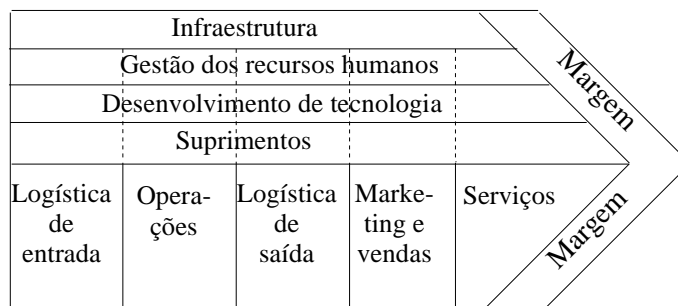 Infraestrutura
Gestão dos recursos humanos
Desenvolvimento de tecnologia
Suprimentos
Margem
Logística
de
entrada
Opera-
ções
Logística
de
saída
Marke-
ting e
vendas
Serviços
Margem